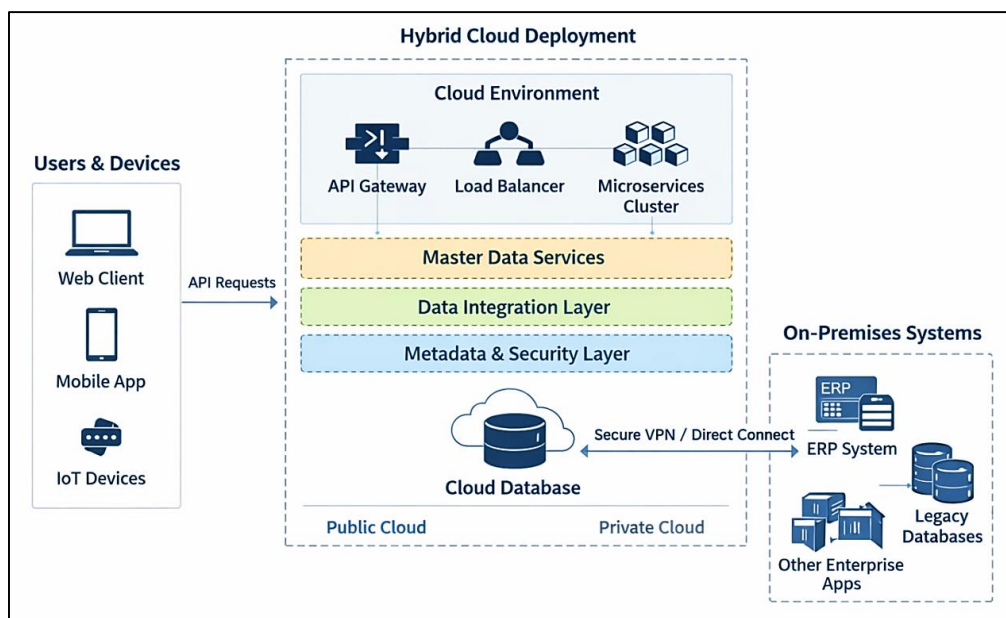 Hybrid Cloud Deployment
Cloud Environment
API Gateway
Load Balancer
Microservices
Cluster
Users & Devices
Web Client
Mobile App
IoT Devices
API Requests
Master Data Services
Data Integration Layer
Metadata & Security Layer
Cloud Database
Public Cloud
Private Cloud
Secure VPN / Direct Connect
On-Premises Systems
ERP
ERP System
Legacy
Databases
Other Enterprise
Apps